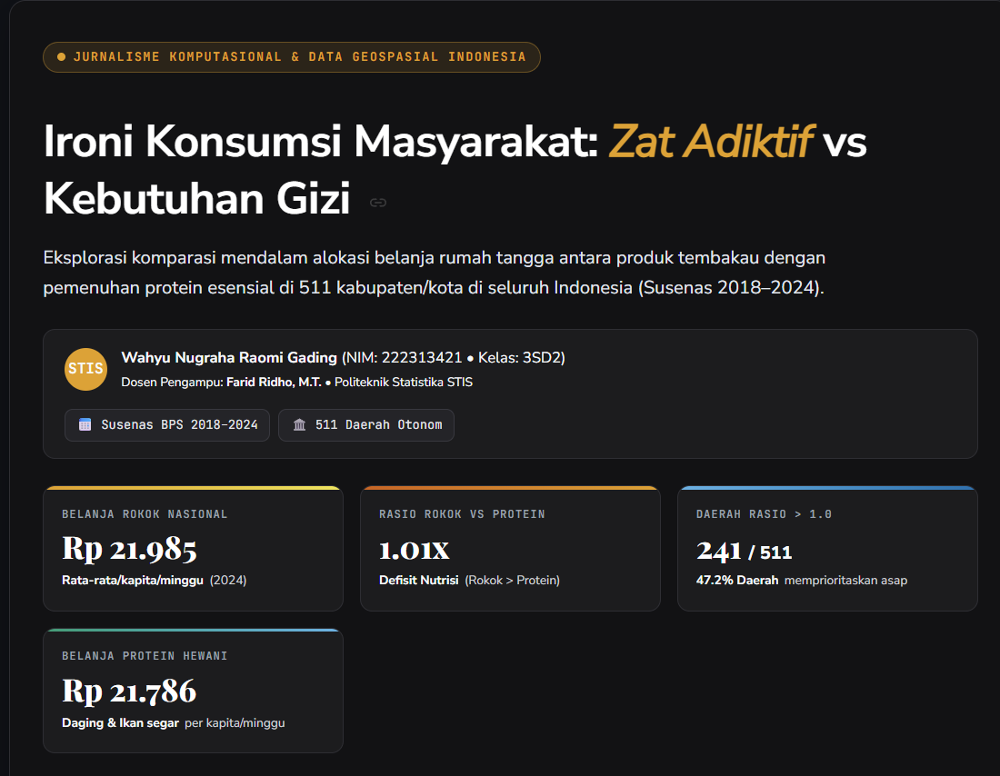 JURNALISME KOMPUTASIONAL & DATA GEOSPASIAL INDONESIA
Ironi Konsumsi Masyarakat: Zat Adiktif vs
Kebutuhan Gizi
Eksplorasi komparasi mendalam alokasi belanja rumah tangga antara produk tembakau dengan
pemenuhan protein esensial di 511 kabupaten/kota di seluruh Indonesia (Susenas 2018–2024).
STIS
Wahyu Nugraha Raomi Gading (NIM: 222313421 • Kelas: 3SD2)
Dosen Pengampu: Farid Ridho, M.T. • Politeknik Statistika STIS
Susenas BPS 2018–2024
511 Daerah Otonom
BELANJA ROKOK NASIONAL
Rp 21.985
Rata-rata/kapita/minggu (2024)
RASIO ROKOK VS PROTEIN
1.01x
Defisit Nutrisi (Rokok > Protein)
DAERAH RASIO > 1.0
241 / 511
47.2% Daerah memprioritaskan asap
BELANJA PROTEIN HEWANI
Rp 21.786
Daging & Ikan segar per kapita/minggu